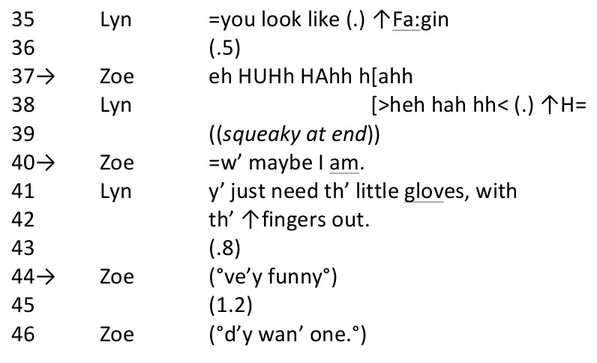 35 Lyn =you look like (.) ↑Fa:gin
36 (.5)
37→ Zoe eh HUHh HAhh h[ahh
38 Lyn [>heh hah hh< (.) ↑H=
39 ((squeaky at end))
40→ Zoe =w’ maybe I am.
41 Lyn y’ just need th’ little gloves, with
42 th’ ↑fingers out.
43 (.8)
44→ Zoe (°ve’y funny°)
45 (1.2)
46 Zoe (°d’y wan’ one.°)